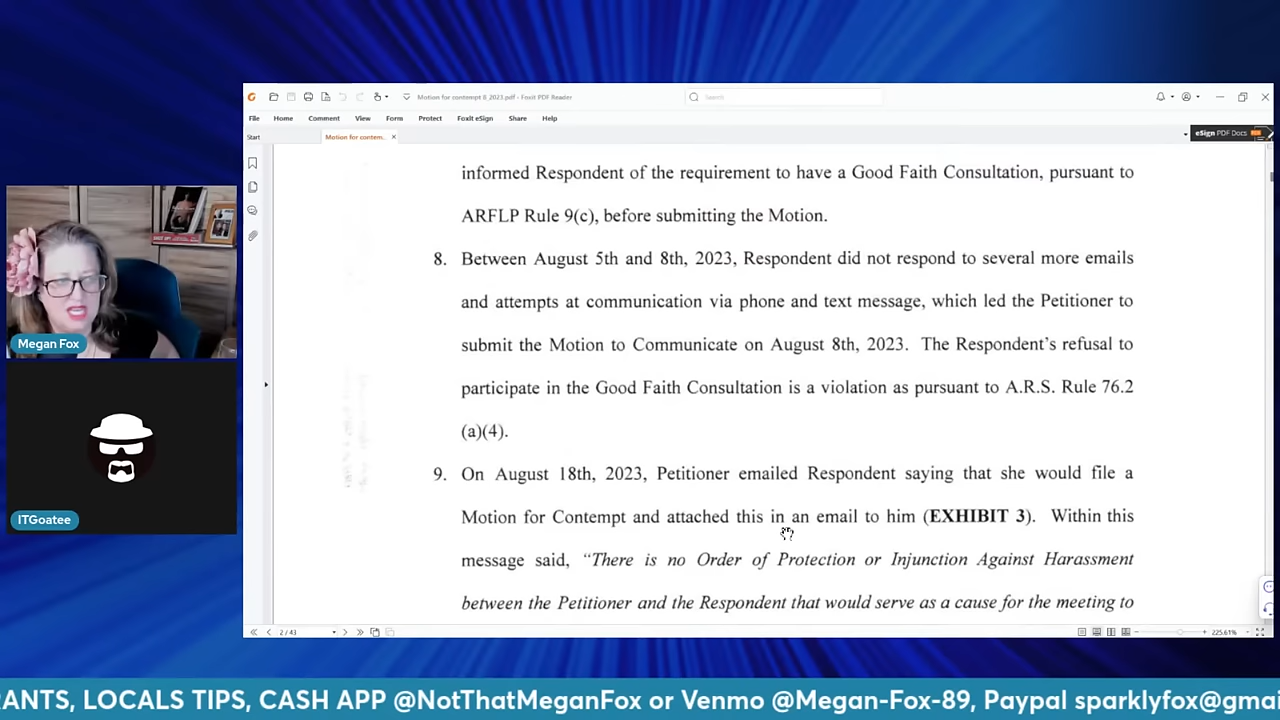 Motion for contempt 8_2023.pdf - Foxit PDF Reader
Search
File Home Comment View Form Protect Foxit eSign Share Help
eSign PDF Docs
Start
Motion for contem...
informed Respondent of the requirement to have a Good Faith Consultation, pursuant to
ARFLP Rule 9(c), before submitting the Motion.
8. Between August 5th and 8th, 2023, Respondent did not respond to several more emails
and attempts at communication via phone and text message, which led the Petitioner to
submit the Motion to Communicate on August 8th, 2023. The Respondent's refusal to
participate in the Good Faith Consultation is a violation as pursuant to A.R.S. Rule 76.2
(a)(4).
9. On August 18th, 2023, Petitioner emailed Respondent saying that she would file a
Motion for Contempt and attached this in an email to him (EXHIBIT 3). Within this
message said, “There is no Order of Protection or Injunction Against Harassment
between the Petitioner and the Respondent that would serve as a cause for the meeting to
2 / 43
225.61%
Megan Fox
ITGoatee
RANTS, LOCALS TIPS, CASH APP @NotThatMeganFox or Venmo @Megan-Fox-89, Paypal sparklyfox@gmai